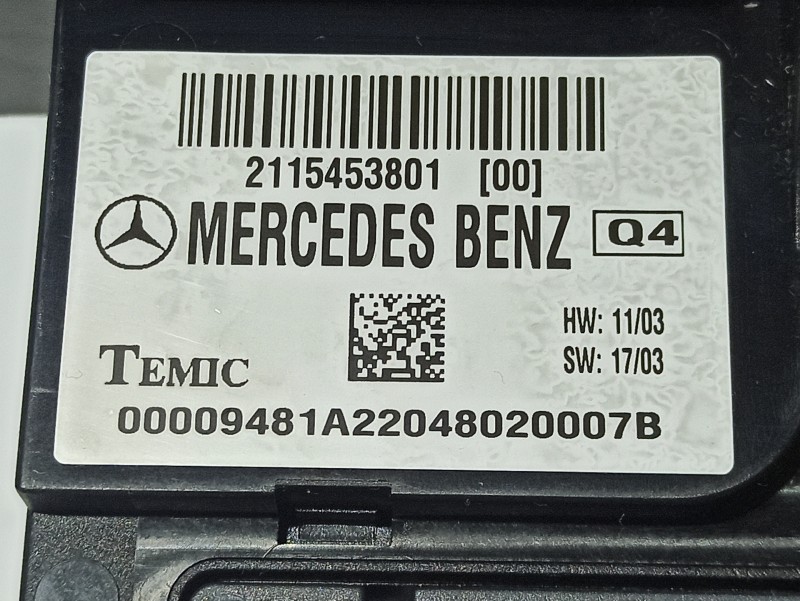 2115453801 [00]
MERCEDES BENZ Q4
HW: 11/03
SW: 17/03
TEMIC
00009481A22048020007B